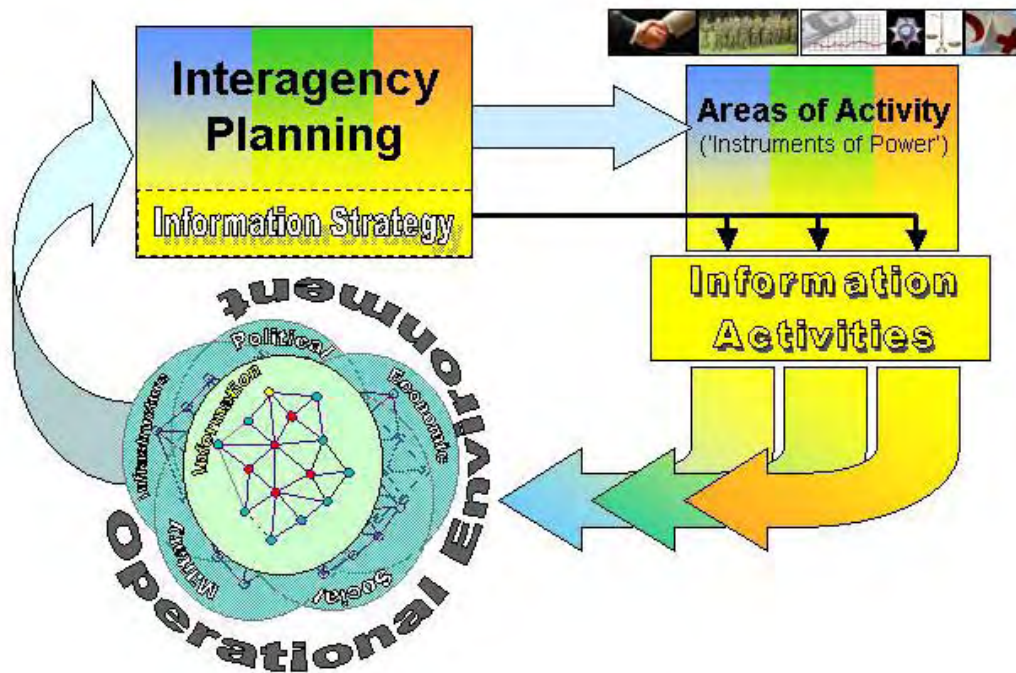 Interagency
Planning
Information Strategy
Areas of Activity
('Instruments of Power')
Information
Activities
Operational Environment
Political
Economic
Infrastructure
Information
Military
Social